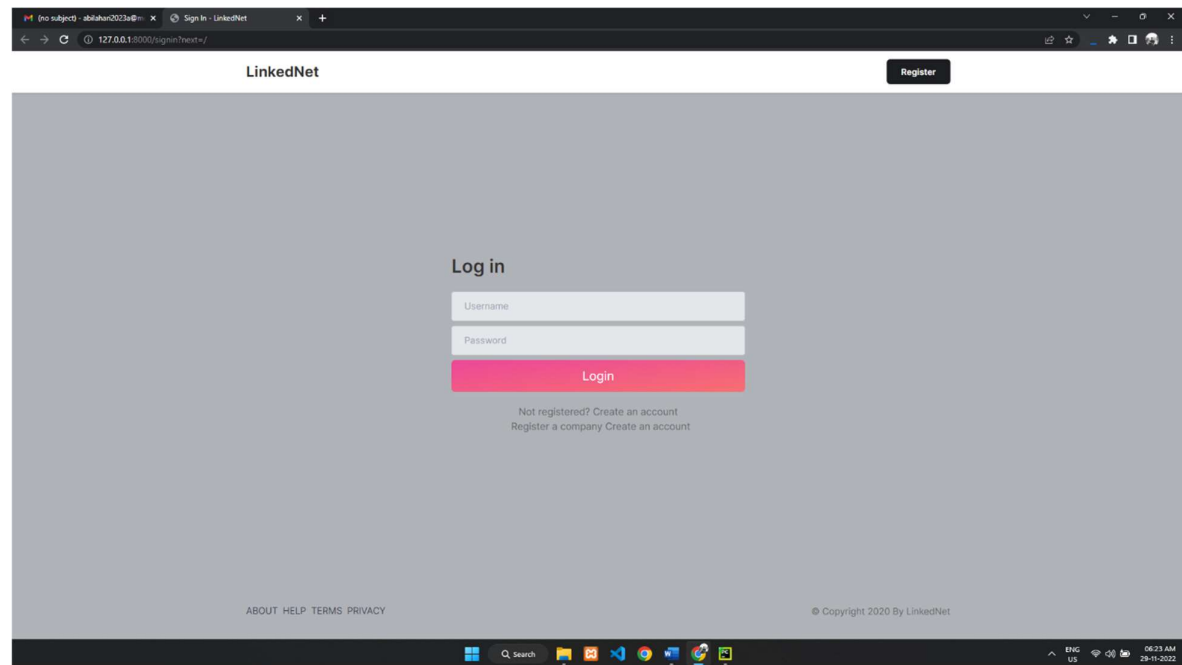 (no subject) - abilahari2023a@m
Sign In - LinkedNet
127.0.0.1:8000/signin?next=/
LinkedNet
Register
Log in
Username
Password
Login
Not registered? Create an account
Register a company Create an account
ABOUT HELP TERMS PRIVACY
© Copyright 2020 By LinkedNet
Search
ENG
US
06:23 AM
29-11-2022